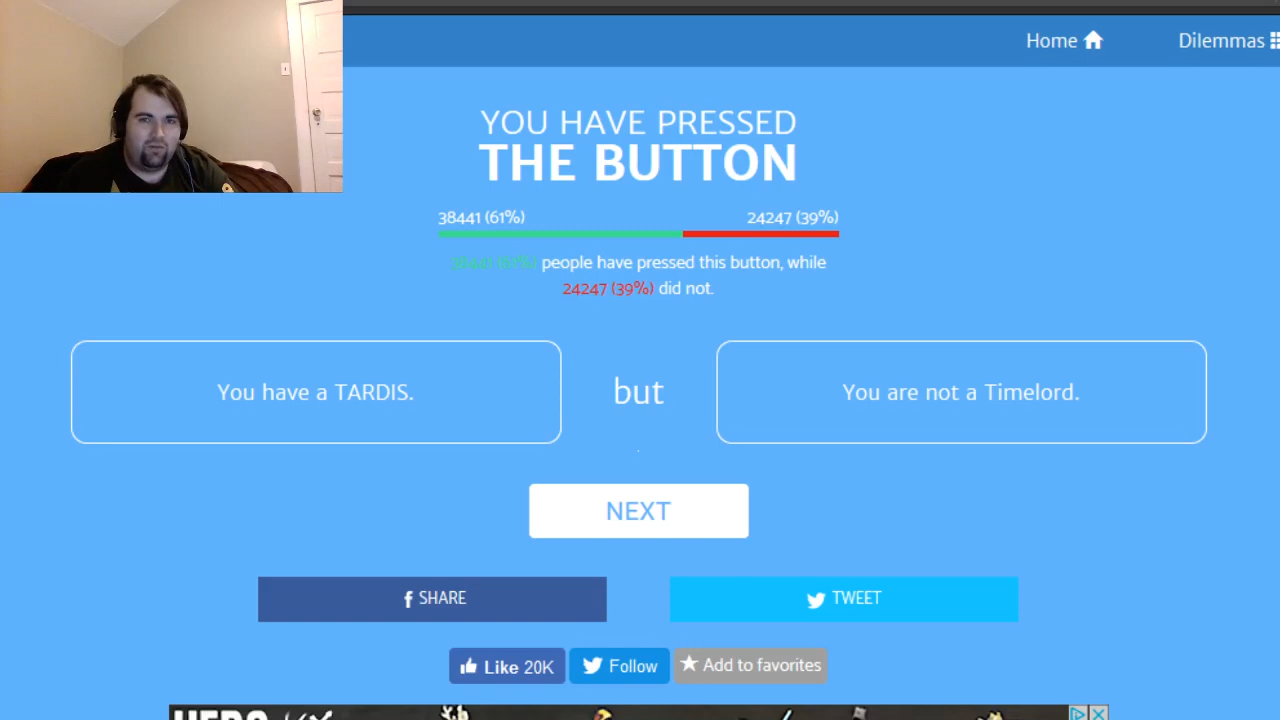 Home
Dilemmas
YOU HAVE PRESSED
THE BUTTON
38441 (61%)
24247 (39%)
38441 (61%) people have pressed this button, while
24247 (39%) did not.
You have a TARDIS.
but
You are not a Timelord.
NEXT
SHARE
TWEET
Like 20K
Follow
Add to favorites